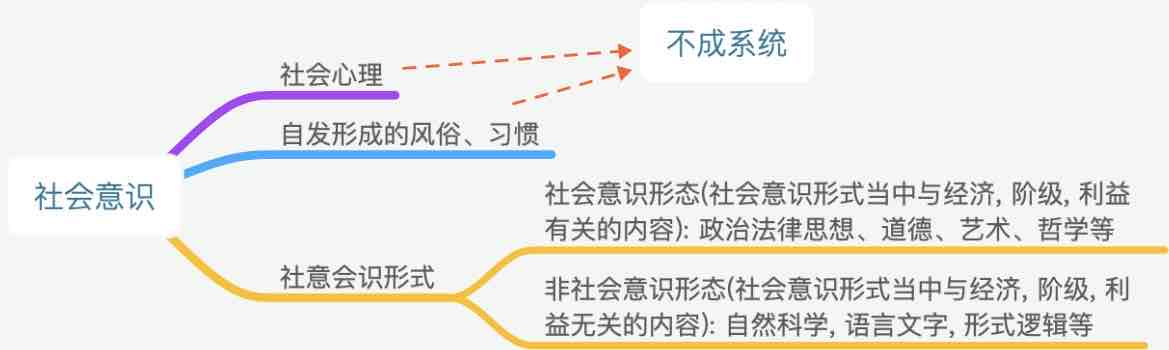 不成系统
社会心理
自发形成的风俗、习惯
社会意识
社会意识形态(社会意识形式当中与经济, 阶级, 利益
有关的内容): 政治法律思想、道德、艺术、哲学等
社意会识形式
非社会意识形态(社会意识形式当中与经济, 阶级, 利
益无关的内容): 自然科学, 语言文字, 形式逻辑等